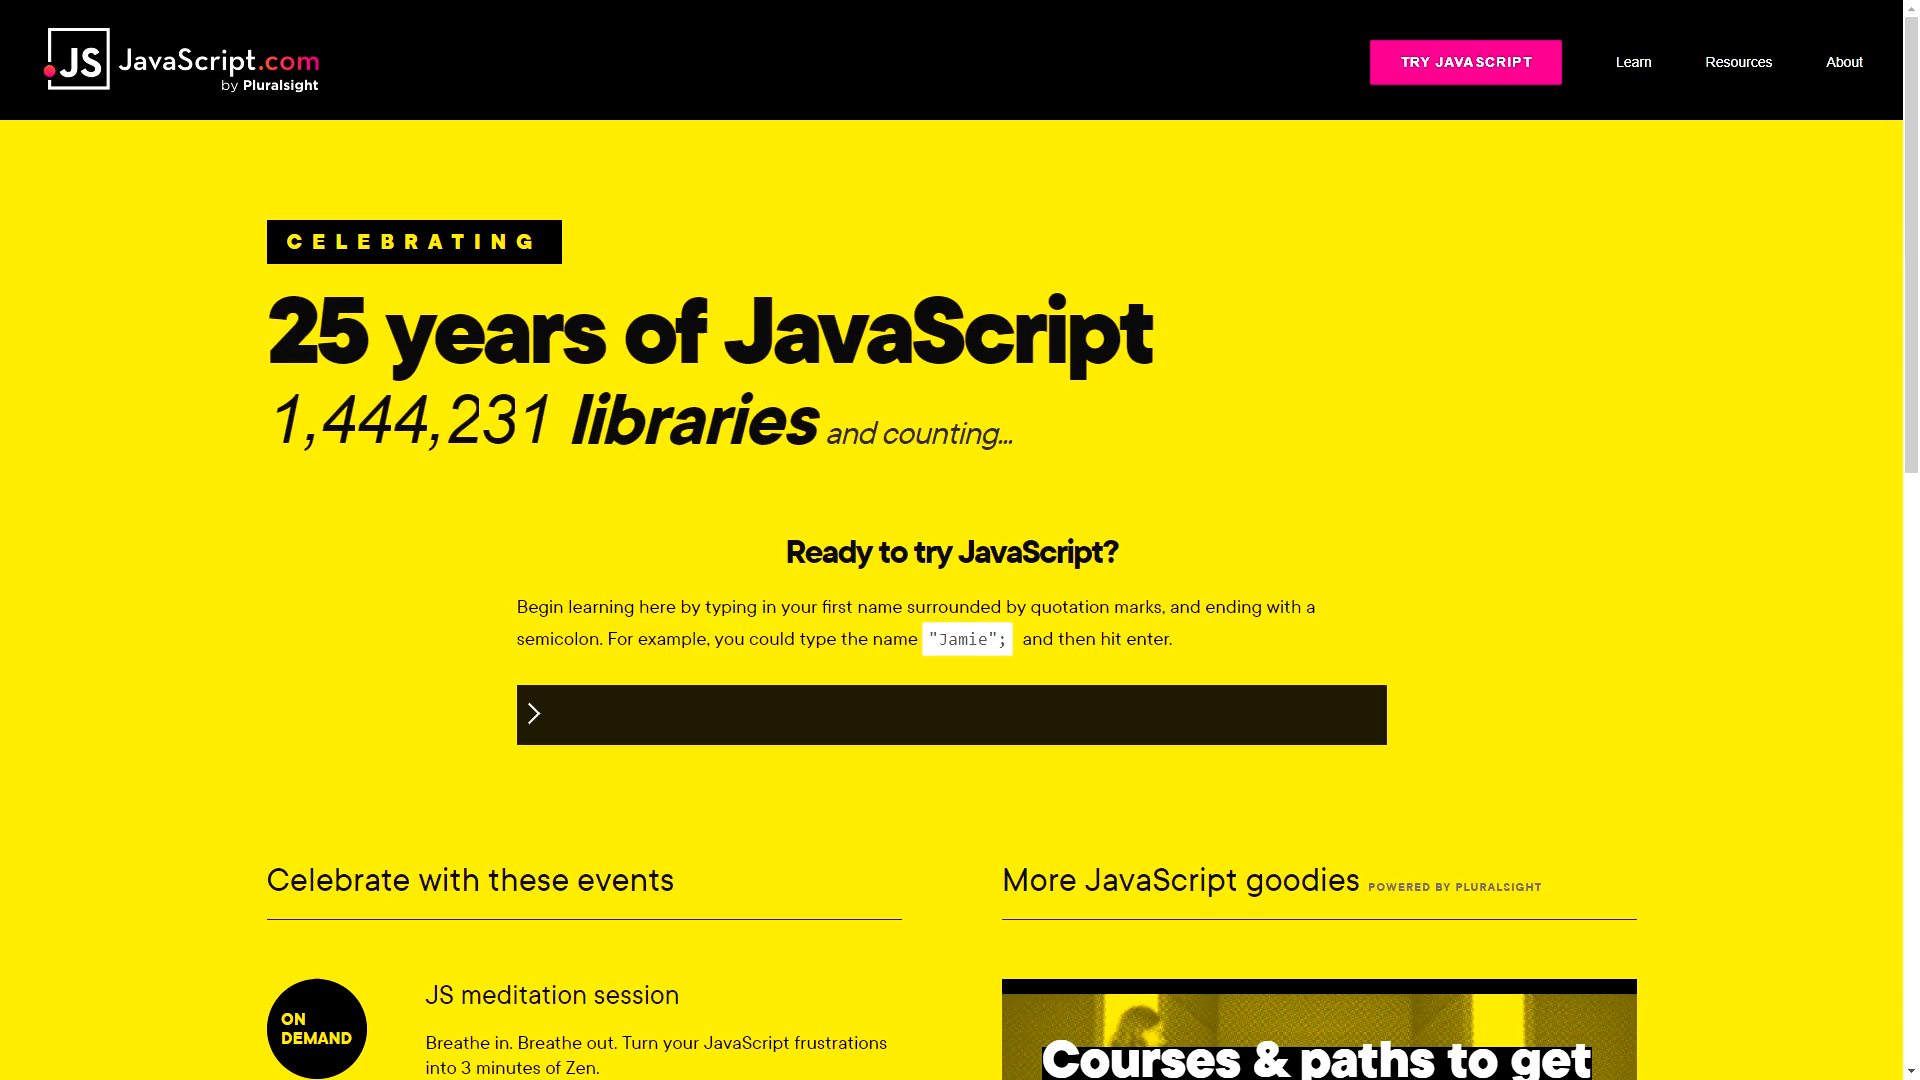 JS JavaScript.com
by Pluralsight
TRY JAVASCRIPT
Learn
Resources
About
CELEBRATING
25 years of JavaScript
1,444,231 libraries and counting...
Ready to try JavaScript?
Begin learning here by typing in your first name surrounded by quotation marks, and ending with a
semicolon. For example, you could type the name "Jamie"; and then hit enter.
Celebrate with these events
ON
DEMAND
JS meditation session
Breathe in. Breathe out. Turn your JavaScript frustrations
into 3 minutes of Zen.
More JavaScript goodies POWERED BY PLURALSIGHT
Courses & paths to get